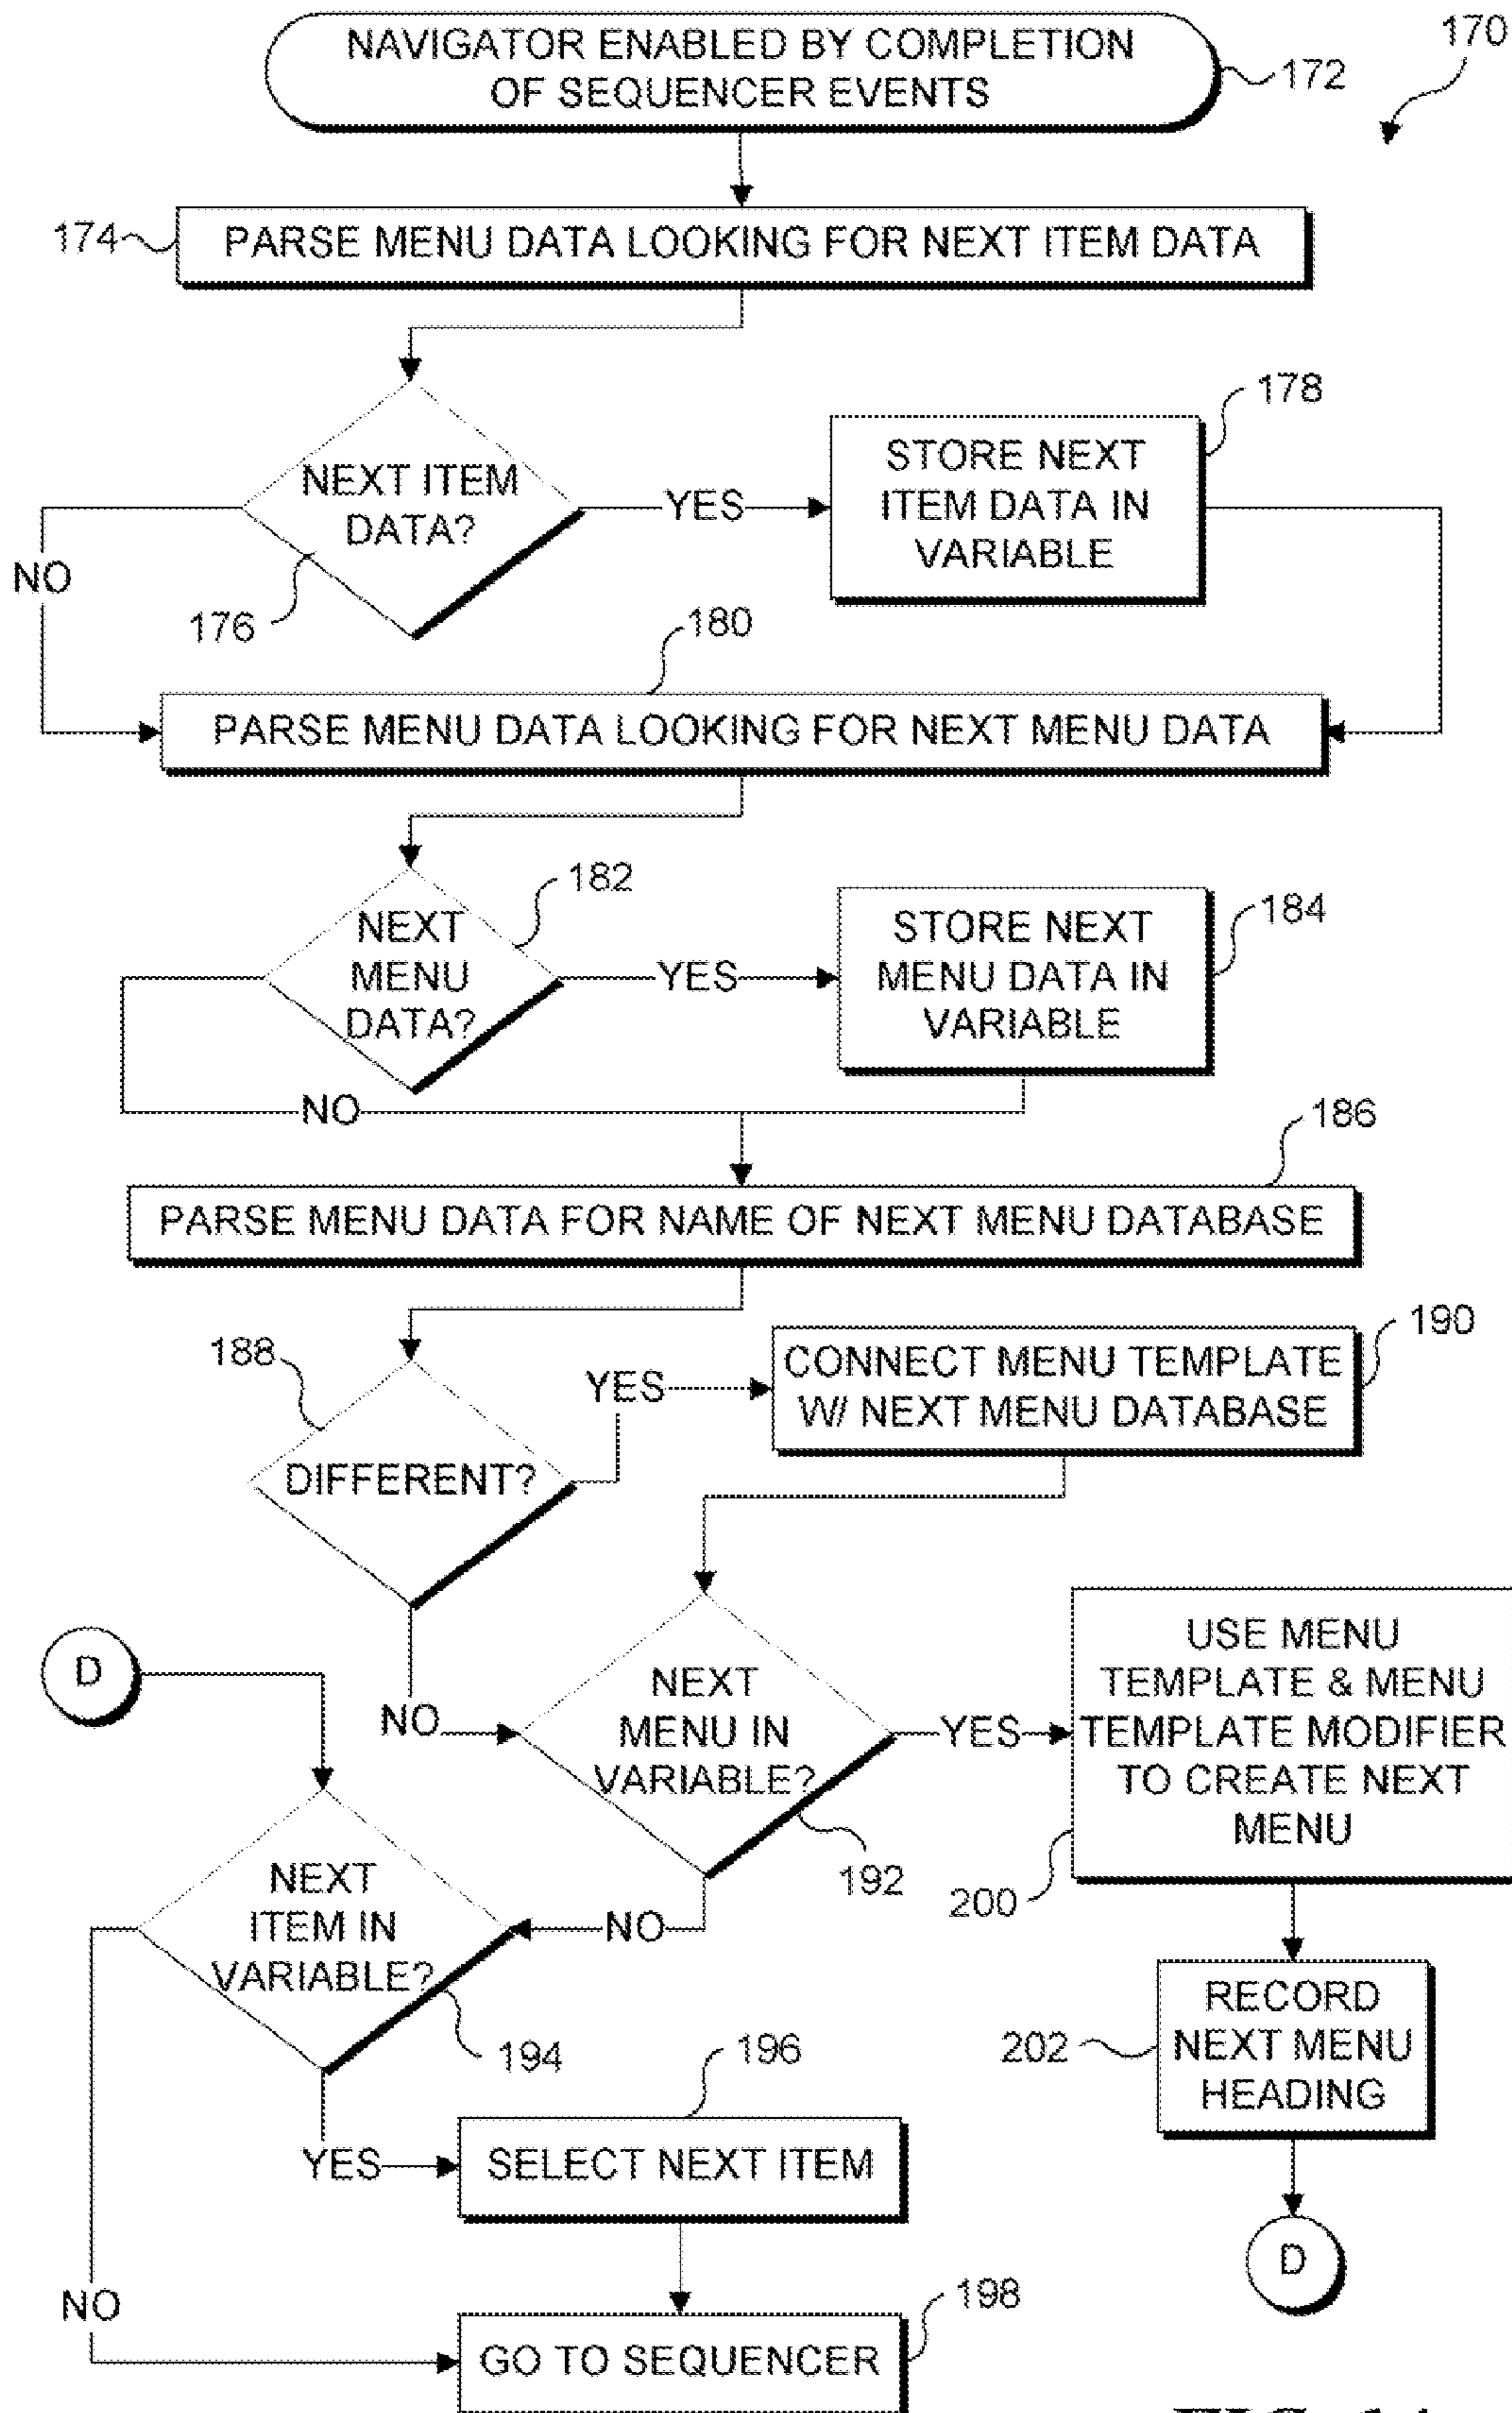 NAVIGATOR ENABLED BY COMPLETION
OF SEQUENCER EVENTS
170
172
174
PARSE MENU DATA LOOKING FOR NEXT ITEM DATA
178
NEXT ITEM
DATA?
YES
STORE NEXT
ITEM DATA IN
VARIABLE
NO
176
180
PARSE MENU DATA LOOKING FOR NEXT MENU DATA
182
NEXT
MENU
DATA?
YES
STORE NEXT
MENU DATA IN
VARIABLE
184
NO
186
PARSE MENU DATA FOR NAME OF NEXT MENU DATABASE
188
DIFFERENT?
YES
CONNECT MENU TEMPLATE
W/ NEXT MENU DATABASE
190
D
NO
NEXT
MENU IN
VARIABLE?
192
YES
USE MENU
TEMPLATE & MENU
TEMPLATE MODIFIER
TO CREATE NEXT
MENU
200
NO
NEXT
ITEM IN
VARIABLE?
194
RECORD
NEXT MENU
HEADING
202
196
YES
SELECT NEXT ITEM
D
NO
198
GO TO SEQUENCER